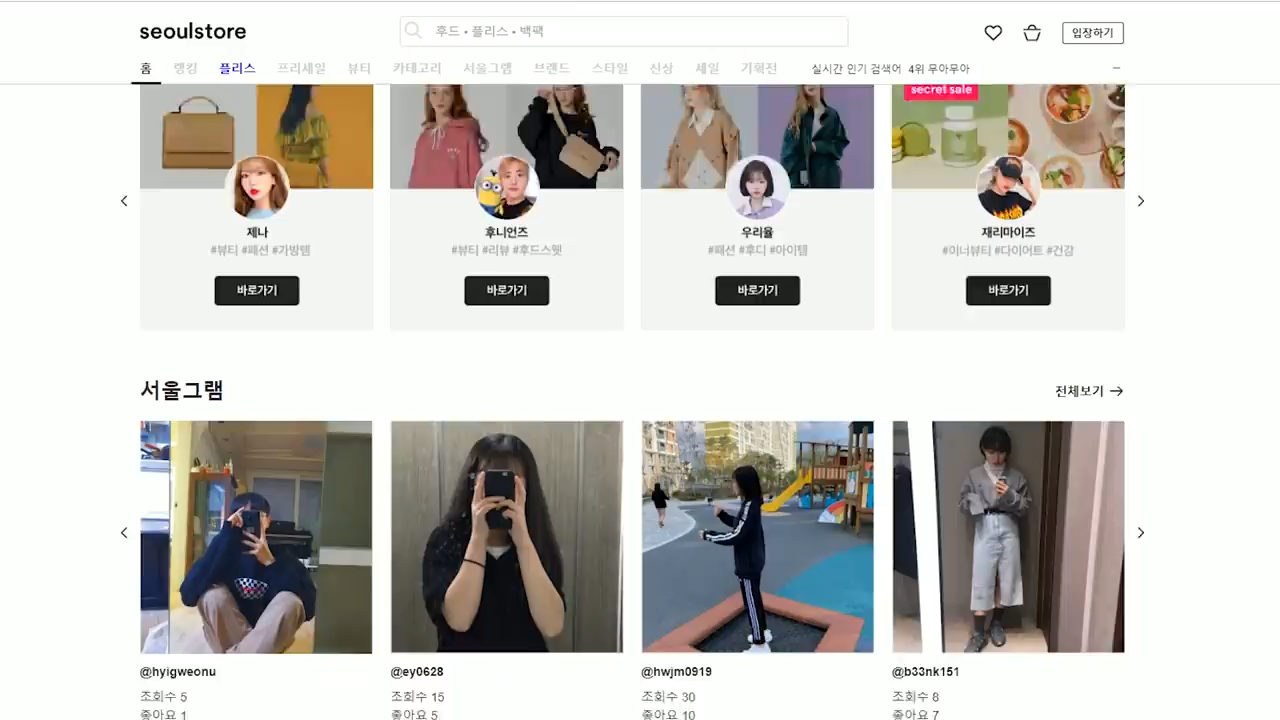 seoulstore
후드 • 플리스 • 백팩
입장하기
홈 랭킹 플리스 프리세일 뷰티 카테고리 서울그램 브랜드 스타일 신상 세일 기획전 실시간 인기 검색어 4위 무아무아
secret sale
제나
#뷰티 #패션 #가방템
바로가기
후니언즈
#뷰티 #리뷰 #후드스웻
바로가기
우리율
#패션 #후디 #아이템
바로가기
재리마이즈
#이너뷰티 #다이어트 #건강
바로가기
서울그램
전체보기
@hyigweonu
조회수 5
좋아요 1
@ey0628
조회수 15
좋아요 5
@hwjm0919
조회수 30
좋아요 10
@b33nk151
조회수 8
좋아요 7